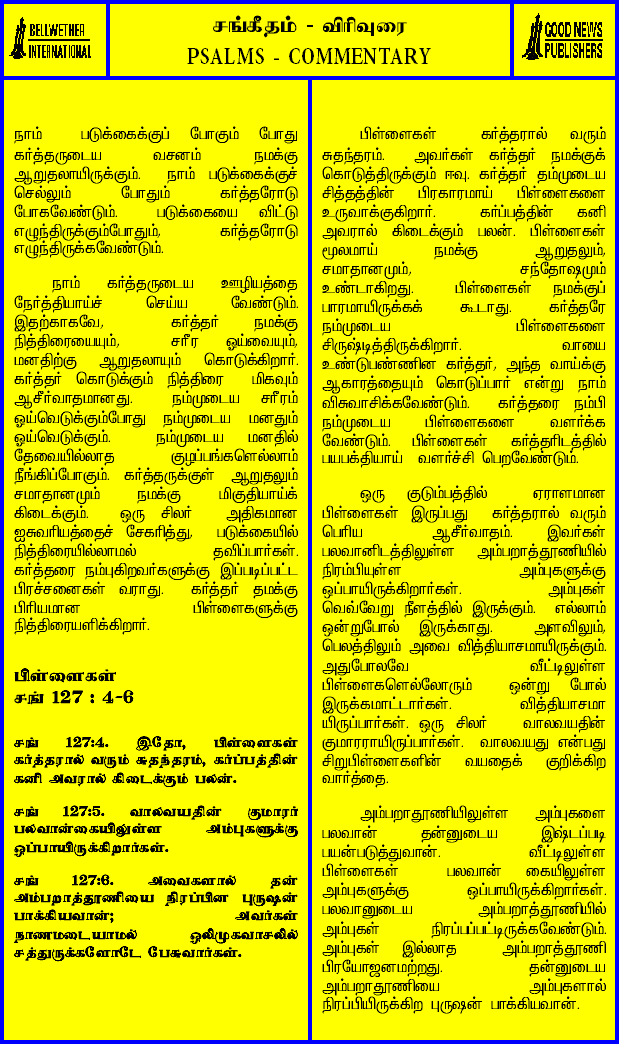 BELLWETHER
INTERNATIONAL
சங்கீதம் - விரிவுரை
PSALMS - COMMENTARY
GOOD NEWS
PUBLISHERS
நாம் படுக்கைக்குப் போகும் போது
கர்த்தருடைய வசனம் நமக்கு
ஆறுதலாயிருக்கும். நாம் படுக்கைக்குச்
செல்லும் போதும் கர்த்தரோடு
போகவேண்டும். படுக்கையை விட்டு
எழுந்திருக்கும்போதும், கர்த்தரோடு
எழுந்திருக்கவேண்டும்.
நாம் கர்த்தருடைய ஊழியத்தை
நேர்த்தியாய்ச் செய்ய வேண்டும்.
இதற்காகவே, கர்த்தர் நமக்கு
நித்திரையையும், சரீர ஓய்வையும்,
மனதிற்கு ஆறுதலாயும் கொடுக்கிறார்.
கர்த்தர் கொடுக்கும் நித்திரை மிகவும்
ஆசீர்வாதமானது. நம்முடைய சரீரம்
ஓய்வெடுக்கும்போது நம்முடைய மனதும்
ஓய்வெடுக்கும். நம்முடைய மனதில்
தேவையில்லாத குழப்பங்களெல்லாம்
நீங்கிப்போகும். கர்த்தருக்குள் ஆறுதலும்
சமாதானமும் நமக்கு மிகுதியாய்க்
கிடைக்கும். ஒரு சிலர் அதிகமான
ஐசுவரியத்தைச் சேகரித்து, படுக்கையில்
நித்திரையில்லாமல் தவிப்பார்கள்.
கர்த்தரை நம்புகிறவர்களுக்கு இப்படிப்பட்ட
பிரச்சனைகள் வராது. கர்த்தர் தமக்கு
பிரியமான பிள்ளைகளுக்கு
நித்திரையளிக்கிறார்.
பிள்ளைகள்
சங் 127 : 4-6
சங் 127:4. இதோ, பிள்ளைகள்
கர்த்தரால் வரும் சுதந்தரம், கர்ப்பத்தின்
கனி அவரால் கிடைக்கும் பலன்.
சங் 127:5. வாலவயதின் குமாரர்
பலவான்கையிலுள்ள அம்புகளுக்கு
ஒப்பாயிருக்கிறார்கள்.
சங் 127:6. அவைகளால் தன்
அம்பறாத்தூணியை நிரப்பின புருஷன்
பாக்கியவான்; அவர்கள்
நாணமடையாமல் ஒலிமுகவாசலில்
சத்துருக்களோடே பேசுவார்கள்.
பிள்ளைகள் கர்த்தரால் வரும்
சுதந்தரம். அவர்கள் கர்த்தர் நமக்குக்
கொடுத்திருக்கும் ஈவு. கர்த்தர் தம்முடைய
சித்தத்தின் பிரகாரமாய் பிள்ளைகளை
உருவாக்குகிறார். கர்ப்பத்தின் கனி
அவரால் கிடைக்கும் பலன். பிள்ளைகள்
மூலமாய் நமக்கு ஆறுதலும்,
சமாதானமும், சந்தோஷமும்
உண்டாகிறது. பிள்ளைகள் நமக்குப்
பாரமாயிருக்கக் கூடாது. கர்த்தரே
நம்முடைய பிள்ளைகளை
சிருஷ்டித்திருக்கிறார். வாயை
உண்டுபண்ணின கர்த்தர், அந்த வாய்க்கு
ஆகாரத்தையும் கொடுப்பார் என்று நாம்
விசுவாசிக்கவேண்டும். கர்த்தரை நம்பி
நம்முடைய பிள்ளைகளை வளர்க்க
வேண்டும். பிள்ளைகள் கர்த்தரிடத்தில்
பயபக்தியாய் வளர்ச்சி பெறவேண்டும்.
ஒரு குடும்பத்தில் ஏராளமான
பிள்ளைகள் இருப்பது கர்த்தரால் வரும்
பெரிய ஆசீர்வாதம். இவர்கள்
பலவானிடத்திலுள்ள அம்பறாத்தூணியில்
நிரம்பியுள்ள அம்புகளுக்கு
ஒப்பாயிருக்கிறார்கள். அம்புகள்
வெவ்வேறு நீளத்தில் இருக்கும். எல்லாம்
ஒன்றுபோல் இருக்காது. அளவிலும்,
பெலத்திலும் அவை வித்தியாசமாயிருக்கும்.
அதுபோலவே வீட்டிலுள்ள
பிள்ளைகளெல்லோரும் ஒன்று போல்
இருக்கமாட்டார்கள். வித்தியாசமா
யிருப்பார்கள். ஒரு சிலர் வாலவயதின்
குமாரராயிருப்பார்கள். வாலவயது என்பது
சிறுபிள்ளைகளின் வயதைக் குறிக்கிற
வார்த்தை.
அம்பறாதூணியிலுள்ள அம்புகளை
பலவான் தன்னுடைய இஷ்டப்படி
பயன்படுத்துவான். வீட்டிலுள்ள
பிள்ளைகள் பலவான் கையிலுள்ள
அம்புகளுக்கு ஒப்பாயிருக்கிறார்கள்.
பலவானுடைய அம்பறாத்தூணியில்
அம்புகள் நிரப்பப்பட்டிருக்கவேண்டும்.
அம்புகள் இல்லாத அம்பறாத்தூணி
பிரயோஜனமற்றது. தன்னுடைய
அம்பறாதூணியை அம்புகளால்
நிரப்பியிருக்கிற புருஷன் பாக்கியவான்.